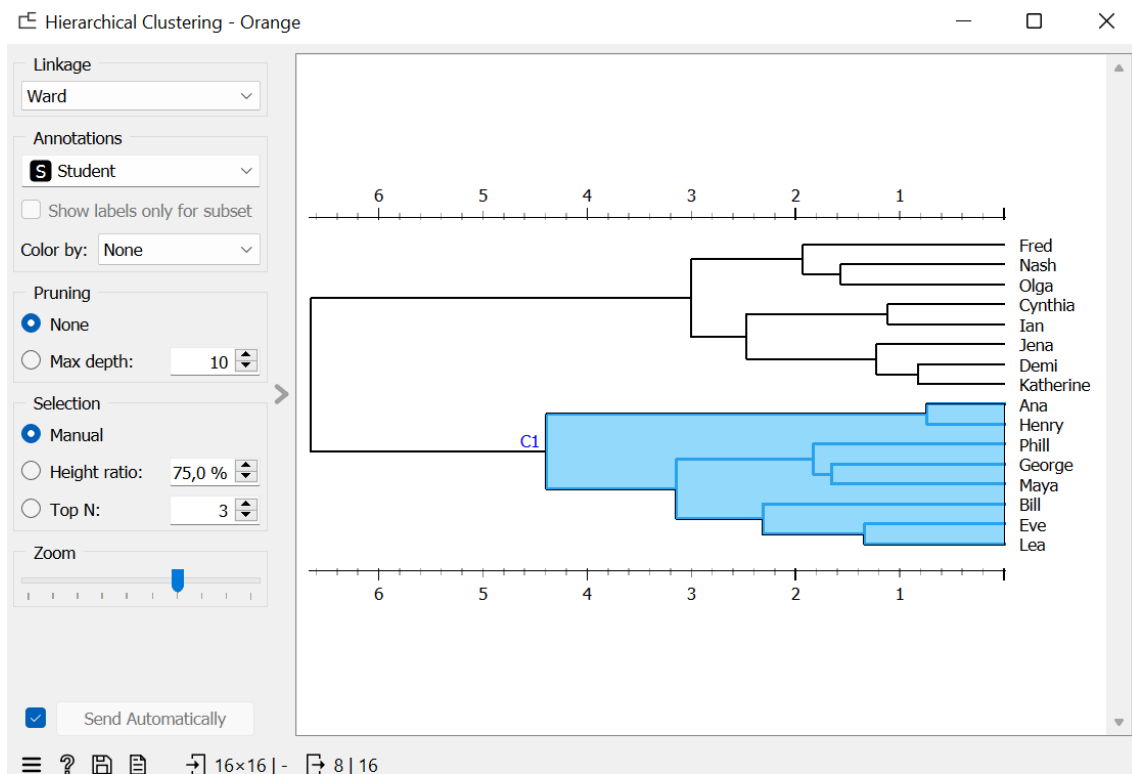 Hierarchical Clustering - Orange
Linkage
Ward
Annotations
S Student
Show labels only for subset
Color by: None
Pruning
None
Max depth: 10
Selection
Manual
Height ratio: 75,0 %
Top N: 3
Zoom
Send Automatically
? 16×16 | - 8 | 16
6 5 4 3 2 1
Fred
Nash
Olga
Cynthia
Ian
Jena
Demi
Katherine
Ana
Henry
C1
Phill
George
Maya
Bill
Eve
Lea
6 5 4 3 2 1